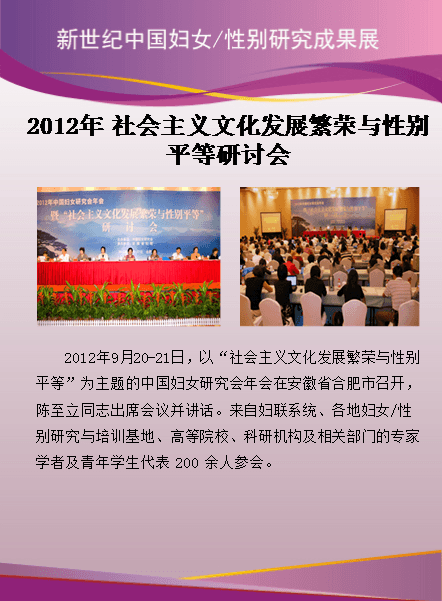 新世纪中国妇女/性别研究成果展
2012年 社会主义文化发展繁荣与性别
平等研讨会
2012年中国妇女研究会年会
暨“社会主义文化发展繁荣与性别平等”
研 讨 会
2012年9月20-21日，以“社会主义文化发展繁荣与性别
平等”为主题的中国妇女研究会年会在安徽省合肥市召开，
陈至立同志出席会议并讲话。来自妇联系统、各地妇女/性
别研究与培训基地、高等院校、科研机构及相关部门的专家
学者及青年学生代表 200 余人参会。